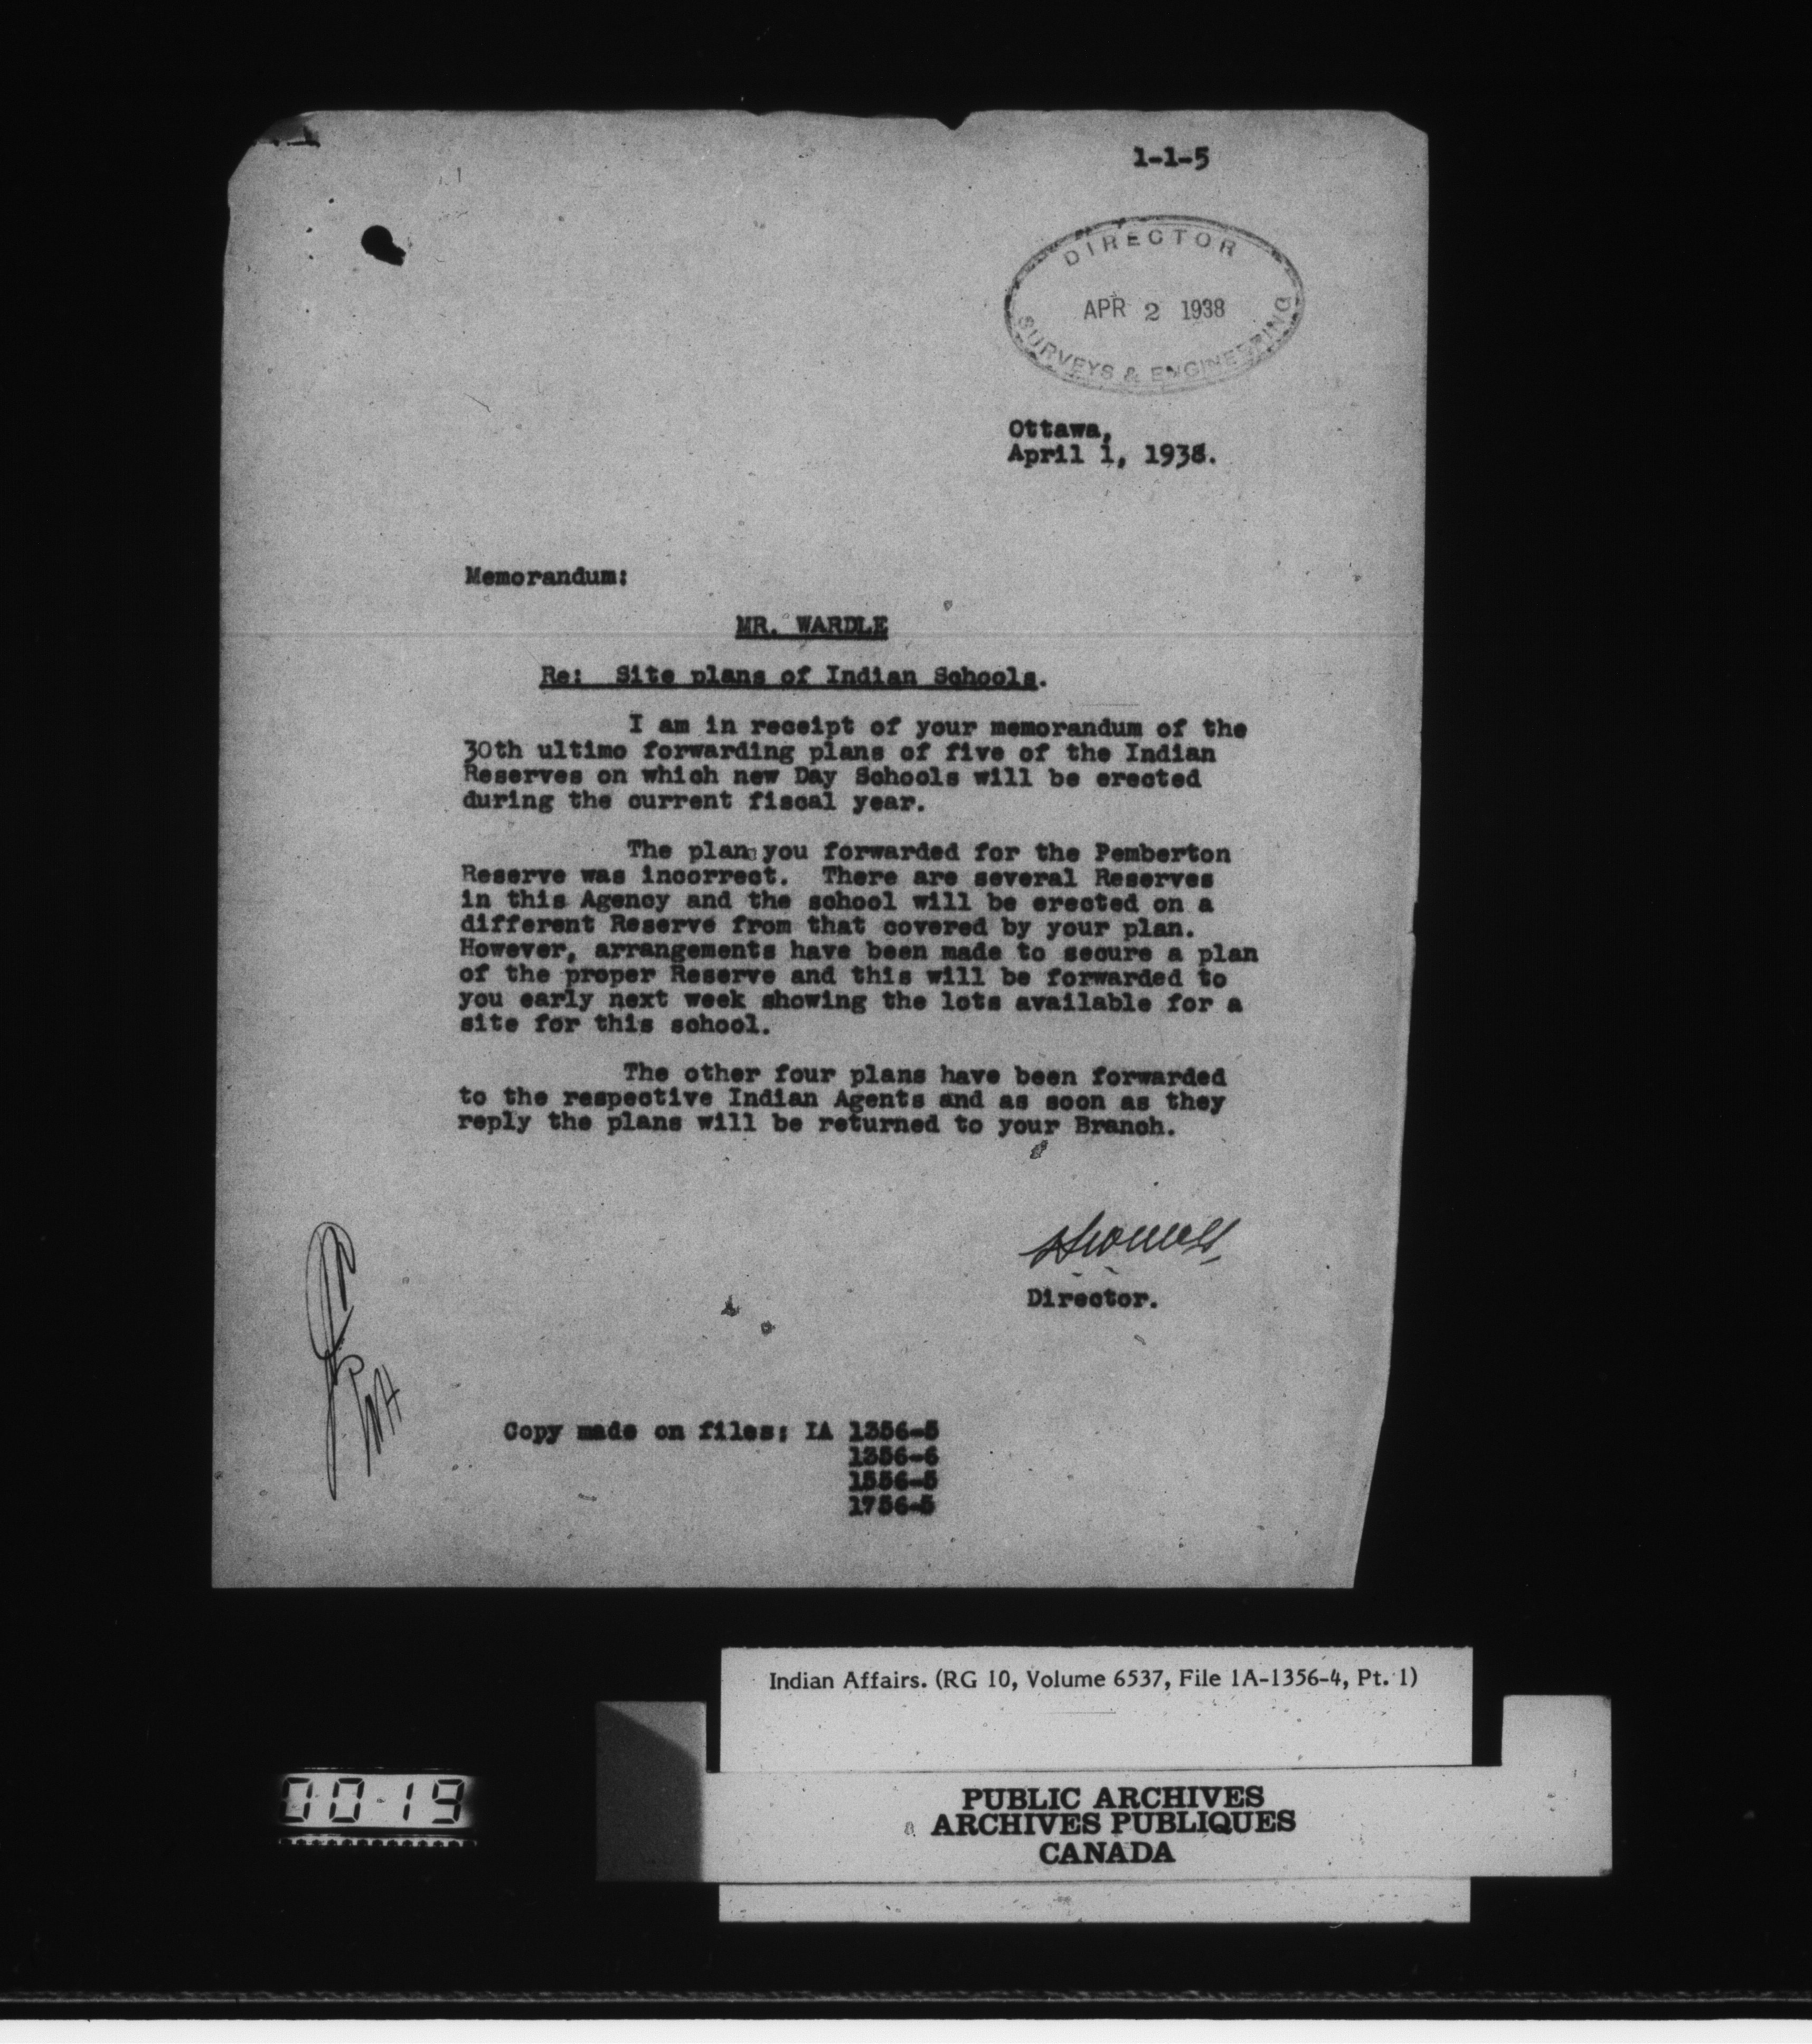 1-1-5
DIRECTOR
APR 2 1938
SURVEYS & ENGINEERING
Ottawa,
April 1, 1938.
Memorandum:
MR. WARDLE
Re: Site plans of Indian Schools.
I am in receipt of your memorandum of the
30th ultimo forwarding plans of five of the Indian
Reserves on which new Day Schools will be erected
during the current fiscal year.
The plan you forwarded for the Pemberton
Reserve was incorrect. There are several Reserves
in this Agency and the school will be erected on a
different Reserve from that covered by your plan.
However, arrangements have been made to secure a plan
of the proper Reserve and this will be forwarded to
you early next week showing the lots available for a
site for this school.
The other four plans have been forwarded
to the respective Indian Agents and as soon as they
reply the plans will be returned to your Branch.
Director.
Copy made on files: IA 1356-5
1356-6
1556-5
1756-5
Indian Affairs. (RG 10, Volume 6537, File 1A-1356-4, Pt. 1)
0019
PUBLIC ARCHIVES
ARCHIVES PUBLIQUES
CANADA